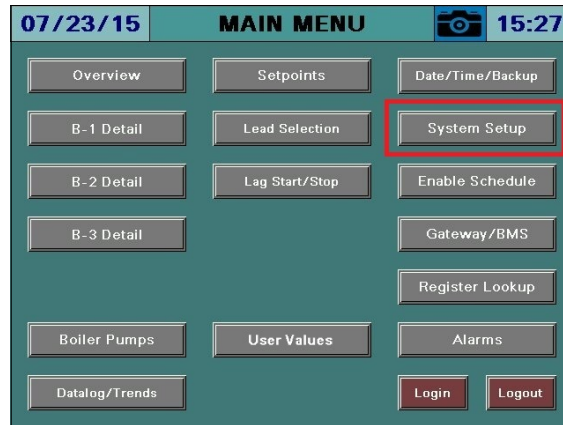 07/23/15 MAIN MENU 15:27
Overview Setpoints Date/Time/Backup
B-1 Detail Lead Selection System Setup
B-2 Detail Lag Start/Stop Enable Schedule
B-3 Detail Gateway/BMS
Register Lookup
Boiler Pumps User Values Alarms
Datalog/Trends Login Logout